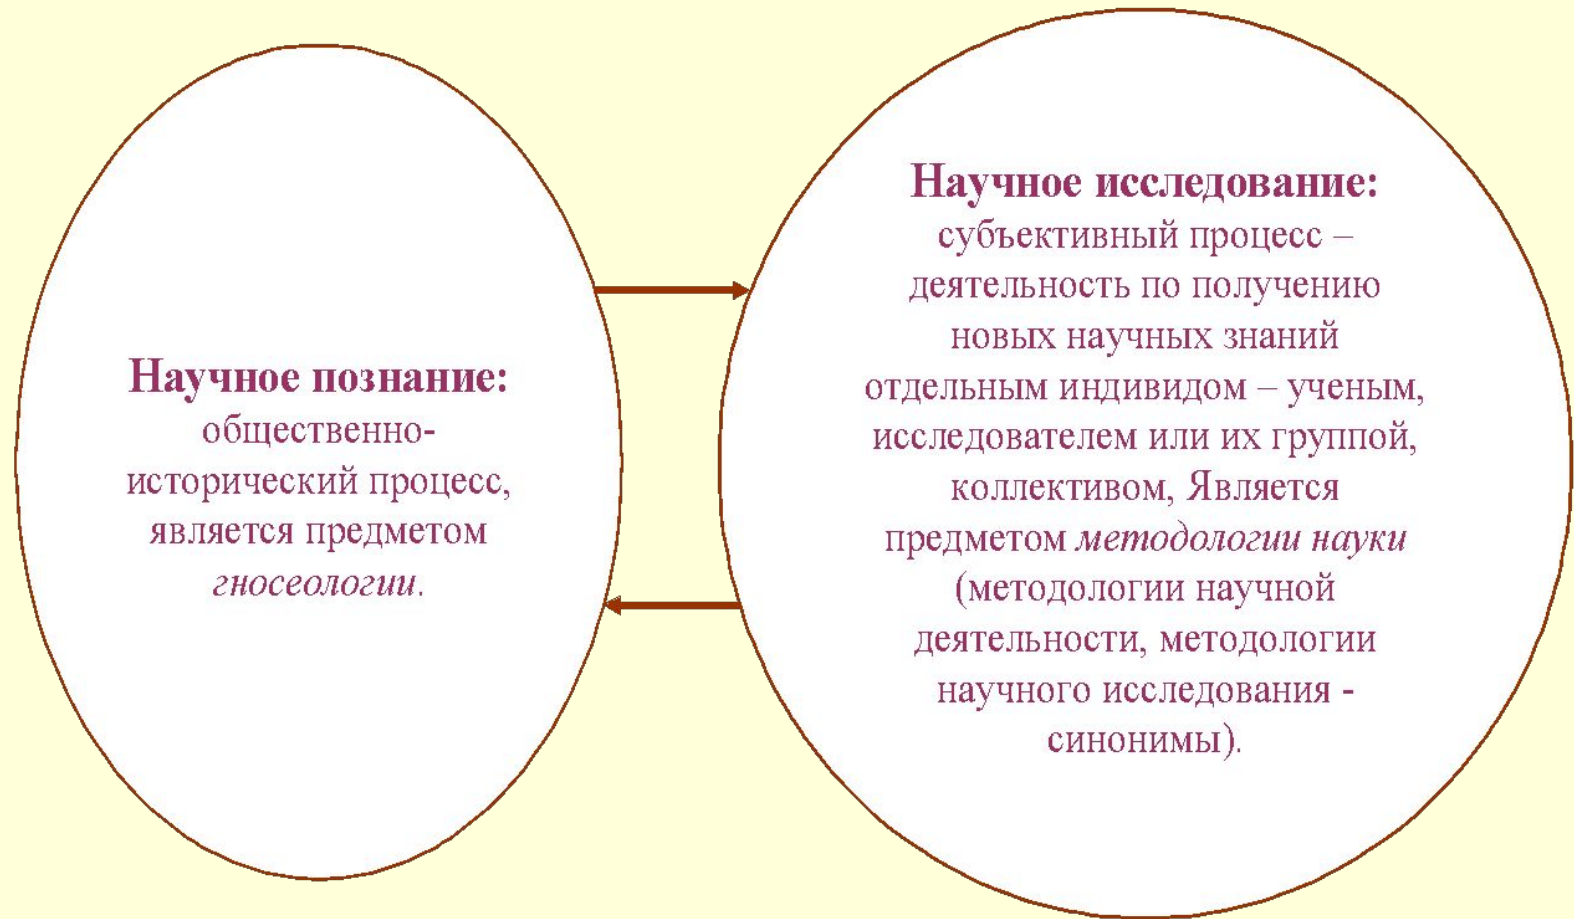 Научное познание:
общественно-
исторический процесс,
является предметом
гносеологии.
Научное исследование:
субъективный процесс –
деятельность по получению
новых научных знаний
отдельным индивидом – ученым,
исследователем или их группой,
коллективом, Является
предметом методологии науки
(методологии научной
деятельности, методологии
научного исследования -
синонимы).